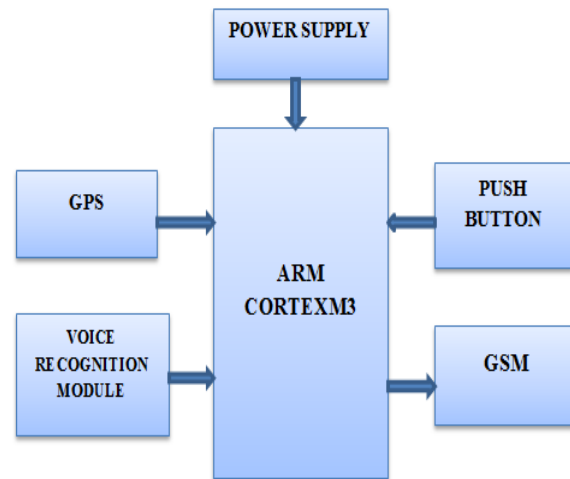 POWER SUPPLY
GPS
PUSH
BUTTON
ARM
CORTEXM3
VOICE
RECOGNITION
MODULE
GSM